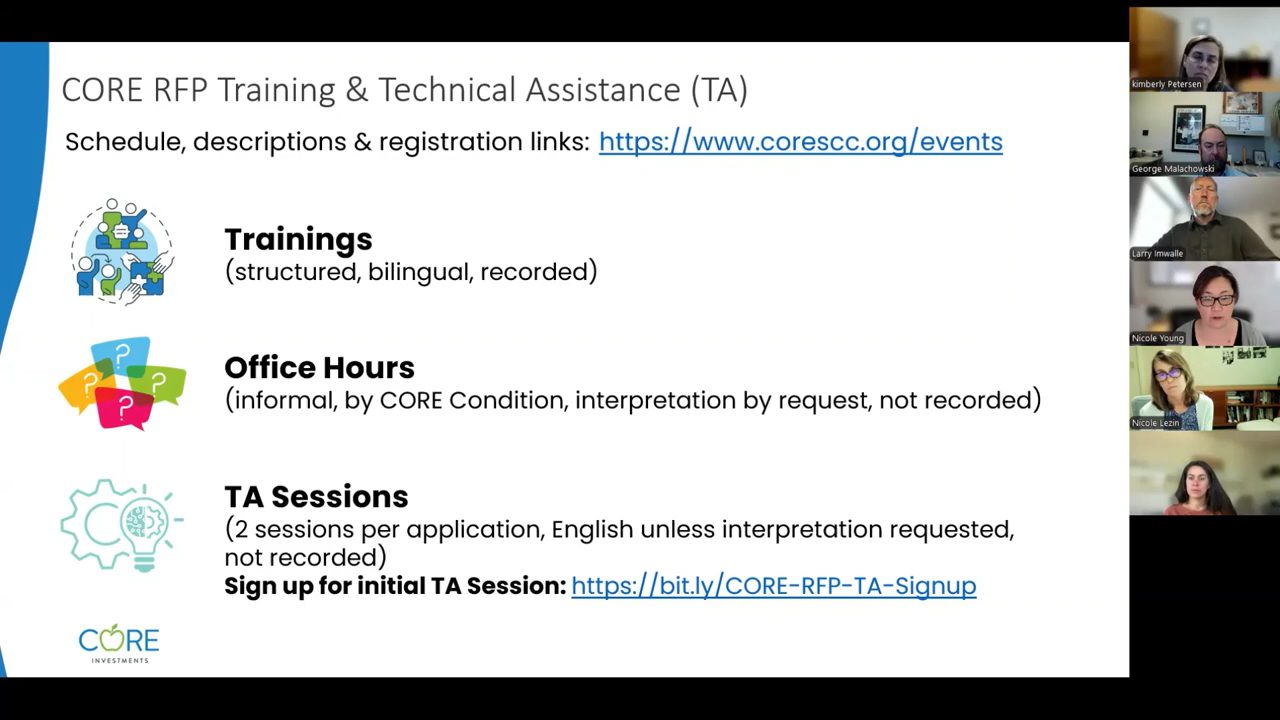 CORE RFP Training & Technical Assistance (TA)
Schedule, descriptions & registration links: https://www.corescc.org/events
Trainings
(structured, bilingual, recorded)
Office Hours
(informal, by CORE Condition, interpretation by request, not recorded)
TA Sessions
(2 sessions per application, English unless interpretation requested,
not recorded)
Sign up for initial TA Session: https://bit.ly/CORE-RFP-TA-Signup
CORE
INVESTMENTS
kimberly Petersen
George Malachowski
Larry Imwalle
Nicole Young
Nicole Lezin